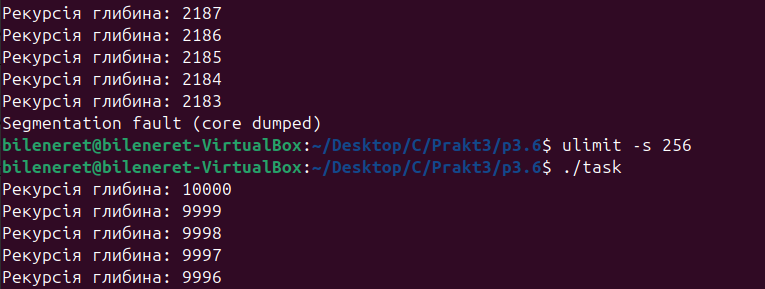 Рекурсія глибина: 2187
Рекурсія глибина: 2186
Рекурсія глибина: 2185
Рекурсія глибина: 2184
Рекурсія глибина: 2183
Segmentation fault (core dumped)
bileneret@bileneret-VirtualBox:~/Desktop/C/Prakt3/p3.6$ ulimit -s 256
bileneret@bileneret-VirtualBox:~/Desktop/C/Prakt3/p3.6$ ./task
Рекурсія глибина: 10000
Рекурсія глибина: 9999
Рекурсія глибина: 9998
Рекурсія глибина: 9997
Рекурсія глибина: 9996